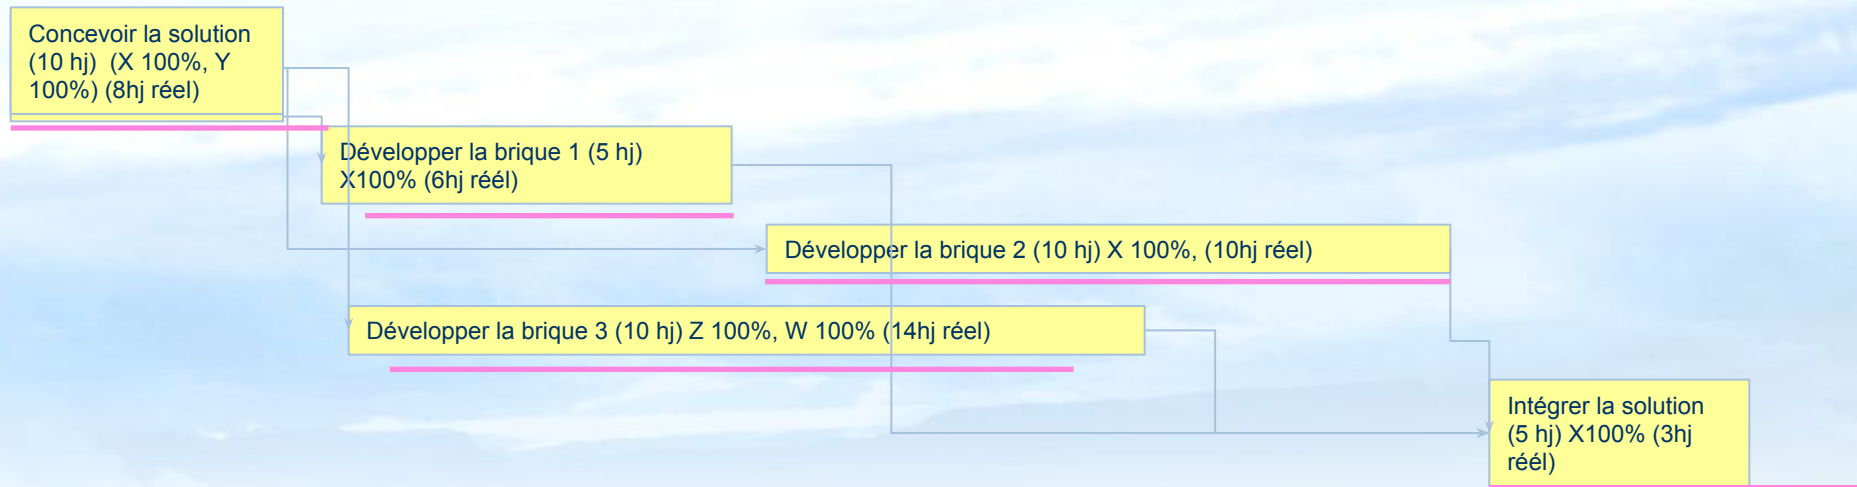 Concevoir la solution
(10 hj)  (X 100%, Y
100%) (8hj réel)
Développer la brique 1 (5 hj)
X100% (6hj réél)
Développer la brique 2 (10 hj) X 100%, (10hj réel)
Développer la brique 3 (10 hj) Z 100%, W 100% (14hj réel)
Intégrer la solution
(5 hj) X100% (3hj
réél)